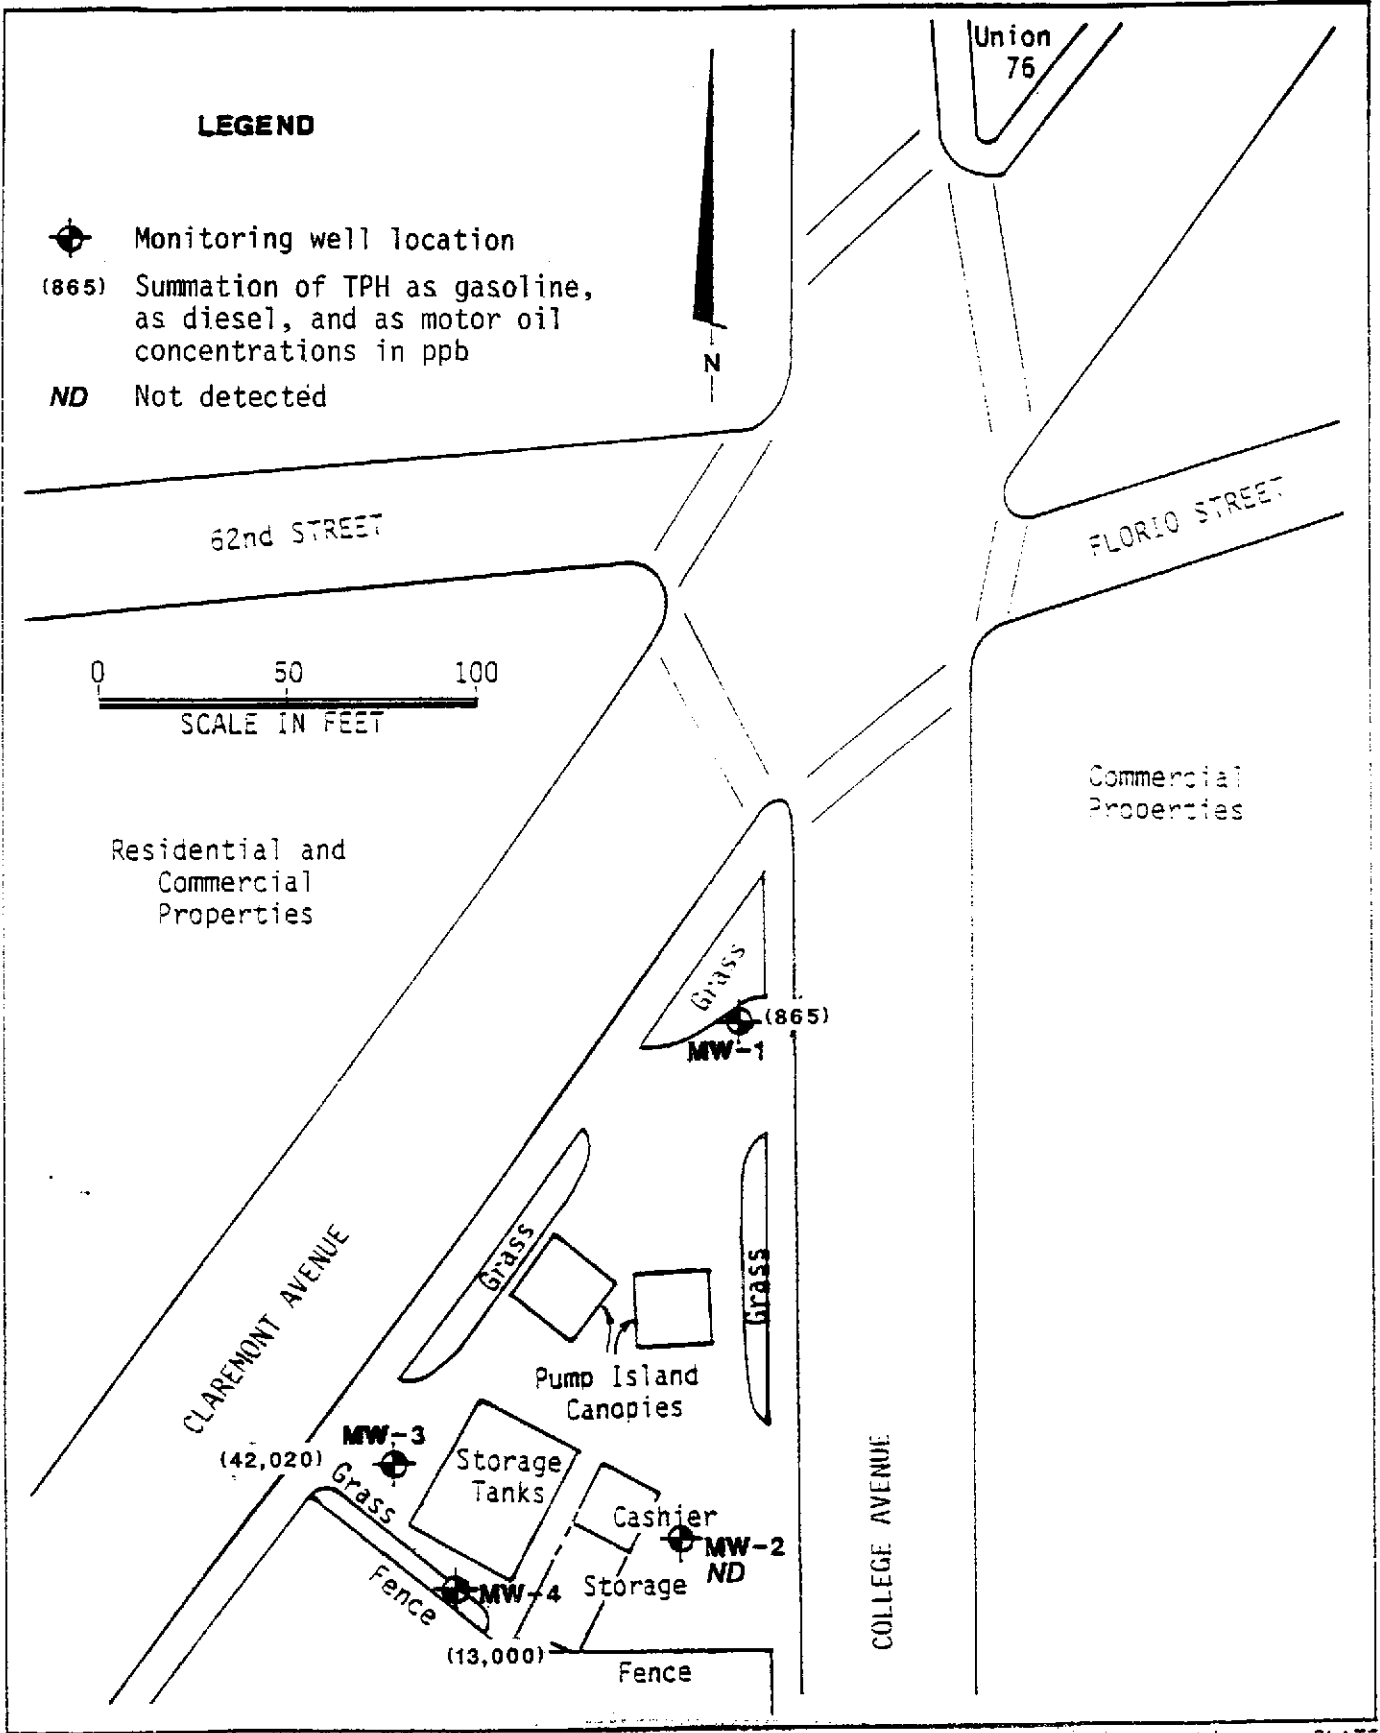 Union
76
LEGEND
Monitoring well location
(865) Summation of TPH as gasoline,
as diesel, and as motor oil
concentrations in ppb
ND Not detected
N
62nd STREET
FLORIO STREET
0 50 100
SCALE IN FEET
Commercial
Properties
Residential and
Commercial
Properties
Grass
(865)
MW-1
Grass
Grass
CLAREMONT AVENUE
Pump Island
Canopies
MW-3
(42,020)
Grass
Storage
Tanks
Cashier
MW-2
ND
COLLEGE AVENUE
Fence
MW-4
Storage
(13,000)
Fence